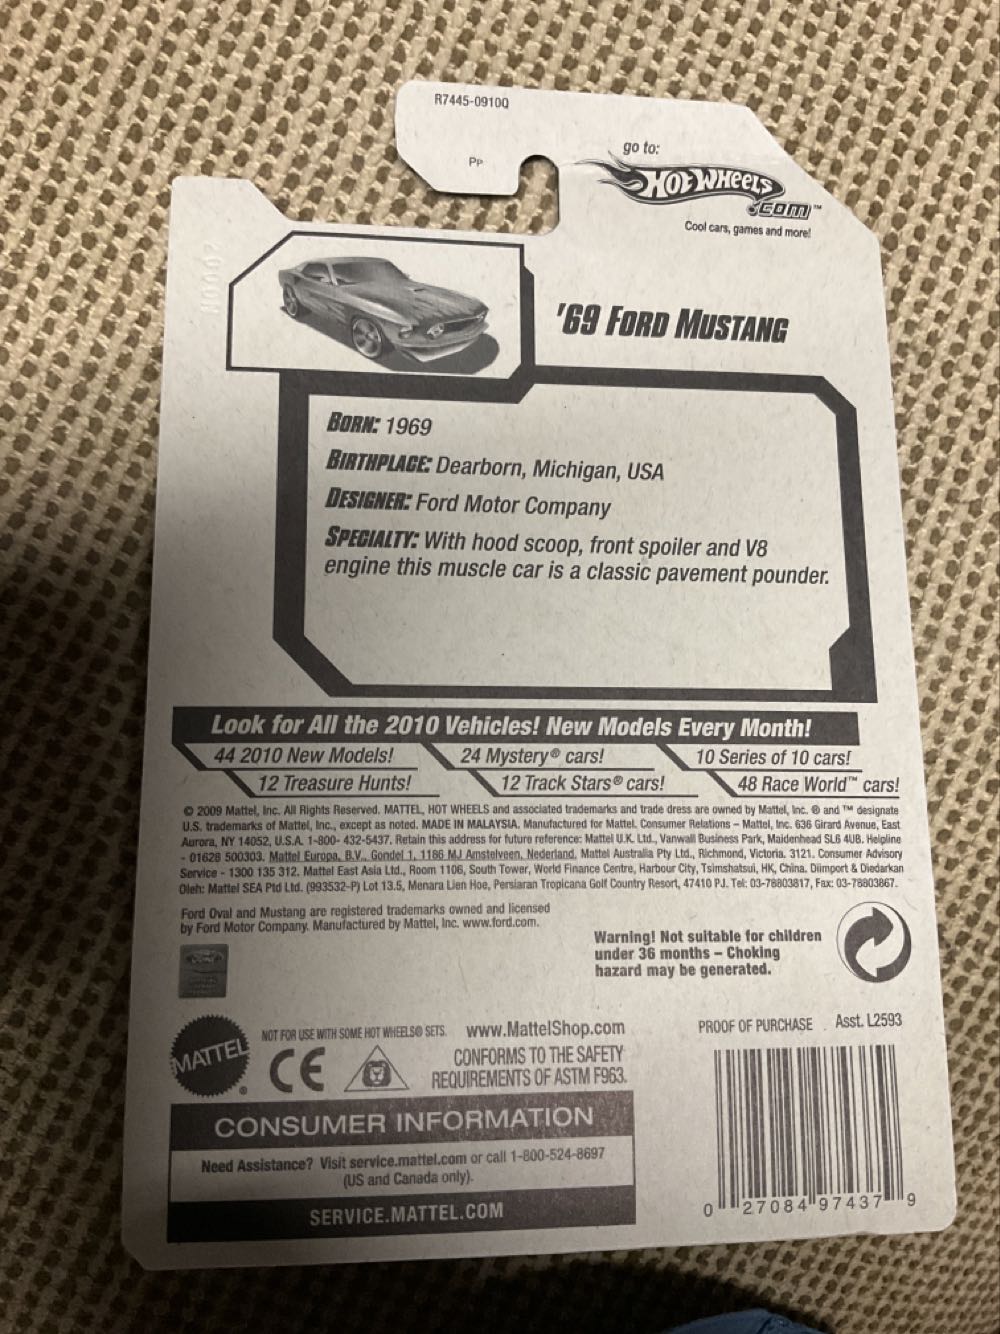 R7445-0910Q
Pp
go to:
HOT WHEELS
.COM™
Cool cars, games and more!
'69 FORD MUSTANG
BORN: 1969
BIRTHPLACE: Dearborn, Michigan, USA
DESIGNER: Ford Motor Company
SPECIALTY: With hood scoop, front spoiler and V8
engine this muscle car is a classic pavement pounder.
Look for All the 2010 Vehicles! New Models Every Month!
44 2010 New Models! 24 Mystery® cars! 10 Series of 10 cars!
12 Treasure Hunts! 12 Track Stars® cars! 48 Race World™ cars!
© 2009 Mattel, Inc. All Rights Reserved. MATTEL, HOT WHEELS and associated trademarks and trade dress are owned by Mattel, Inc. ® and ™ designate
U.S. trademarks of Mattel, Inc., except as noted. MADE IN MALAYSIA. Manufactured for Mattel. Consumer Relations – Mattel, Inc. 636 Girard Avenue, East
Aurora, NY 14052, U.S.A. 1-800- 432-5437. Retain this address for future reference: Mattel U.K. Ltd., Vanwall Business Park, Maidenhead SL6 4UB. Helpline
- 01628 500303. Mattel Europa, B.V., Gondel 1, 1186 MJ Amstelveen, Nederland. Mattel Australia Pty Ltd., Richmond, Victoria. 3121. Consumer Advisory
Service - 1300 135 312. Mattel East Asia Ltd., Room 1106, South Tower, World Finance Centre, Harbour City, Tsimshatsui, HK, China. Diimport & Diedarkan
Oleh: Mattel SEA Ptd Ltd. (993532-P) Lot 13.5, Menara Lien Hoe, Persiaran Tropicana Golf Country Resort, 47410 PJ. Tel: 03-78803817, Fax: 03-78803867.
Ford Oval and Mustang are registered trademarks owned and licensed
by Ford Motor Company. Manufactured by Mattel, Inc. www.ford.com.
Warning! Not suitable for children
under 36 months – Choking
hazard may be generated.
Ford
MATTEL®
NOT FOR USE WITH SOME HOT WHEELS® SETS. www.MattelShop.com
CE
CONFORMS TO THE SAFETY
REQUIREMENTS OF ASTM F963.
PROOF OF PURCHASE Asst. L2593
CONSUMER INFORMATION
Need Assistance? Visit service.mattel.com or call 1-800-524-8697
(US and Canada only).
SERVICE.MATTEL.COM
0 27084 97437 9